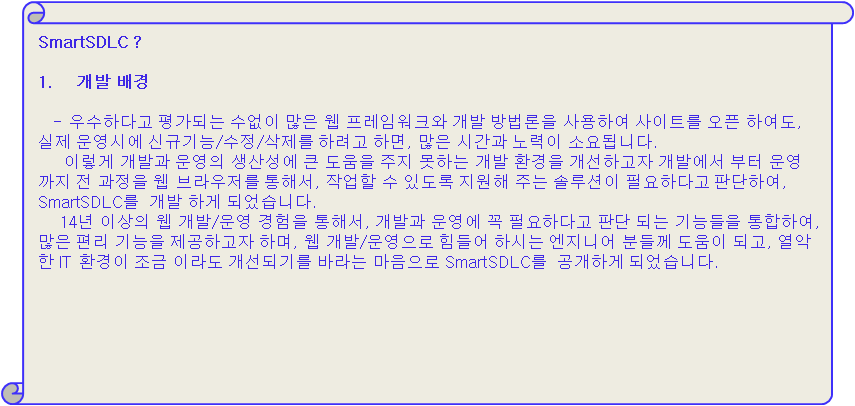 SmartSDLC ?
1. 개발 배경
- 우수하다고 평가되는 수없이 많은 웹 프레임워크와 개발 방법론을 사용하여 사이트를 오픈 하여도,
실제 운영시에 신규기능/수정/삭제를 하려고 하면, 많은 시간과 노력이 소요됩니다.
이렇게 개발과 운영의 생산성에 큰 도움을 주지 못하는 개발 환경을 개선하고자 개발에서 부터 운영
까지 전 과정을 웹 브라우저를 통해서, 작업할 수 있도록 지원해 주는 솔루션이 필요하다고 판단하여,
SmartSDLC를 개발 하게 되었습니다.
14년 이상의 웹 개발/운영 경험을 통해서, 개발과 운영에 꼭 필요하다고 판단 되는 기능들을 통합하여,
많은 편리 기능을 제공하고자 하며, 웹 개발/운영으로 힘들어 하시는 엔지니어 분들께 도움이 되고, 열악
한 IT 환경이 조금 이라도 개선되기를 바라는 마음으로 SmartSDLC를 공개하게 되었습니다.